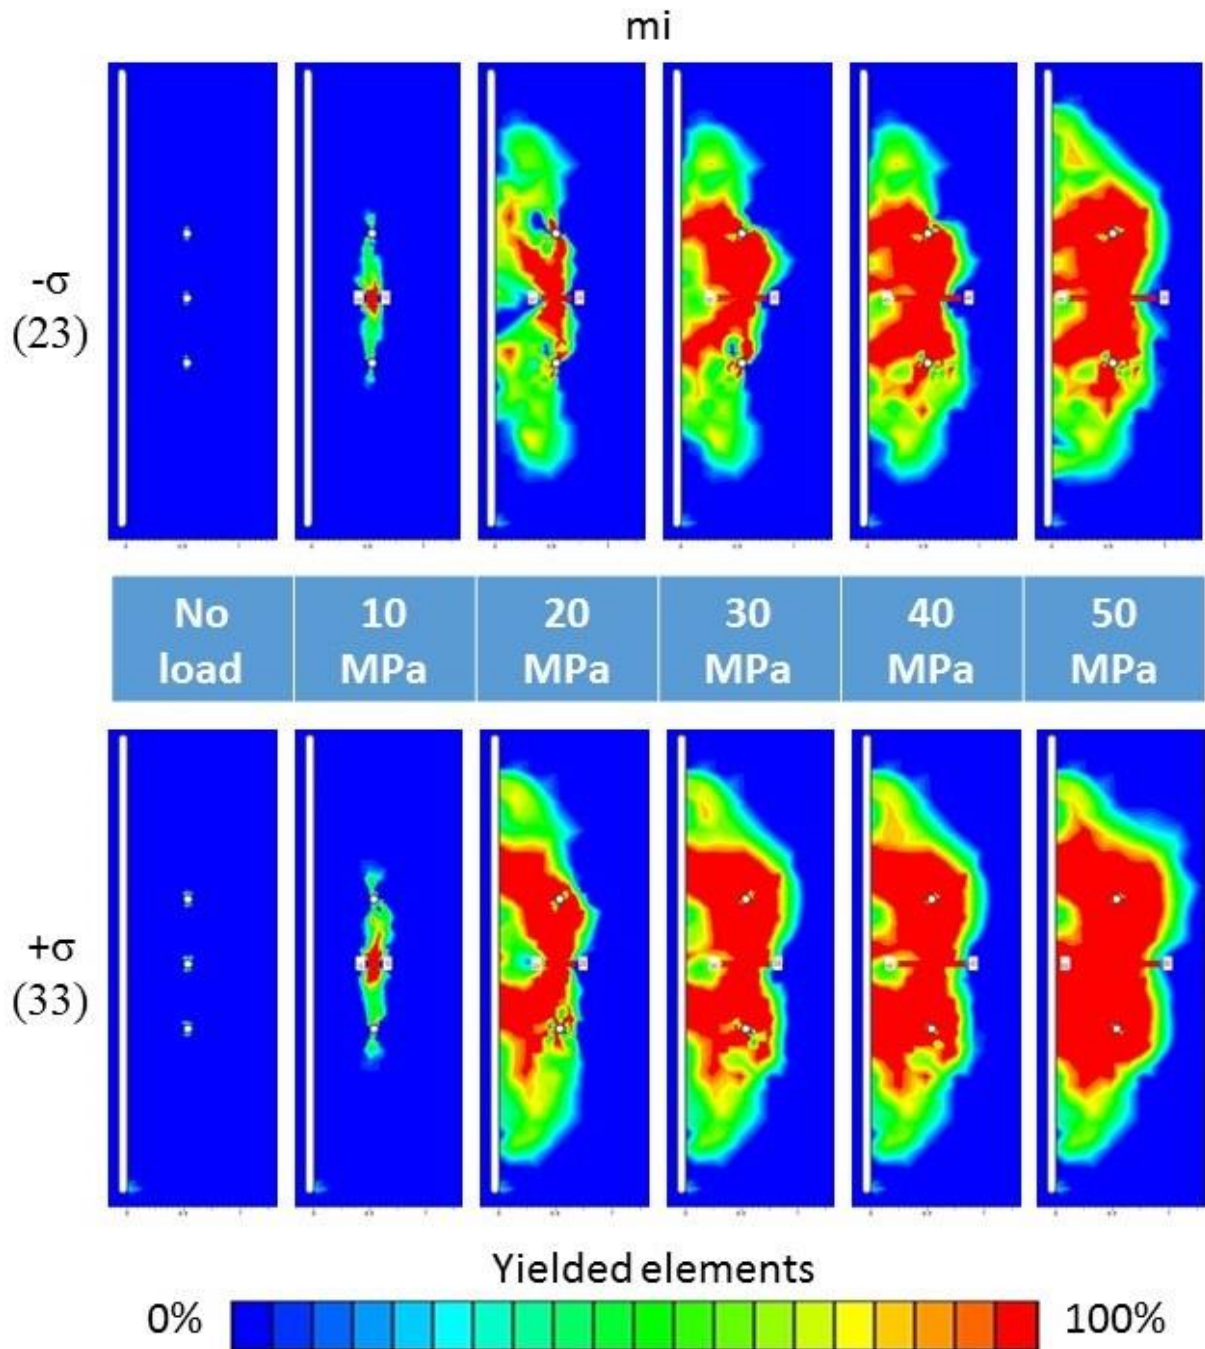 mi
-σ
(23)
No load
10 MPa
20 MPa
30 MPa
40 MPa
50 MPa
+σ
(33)
Yielded elements
0%
100%